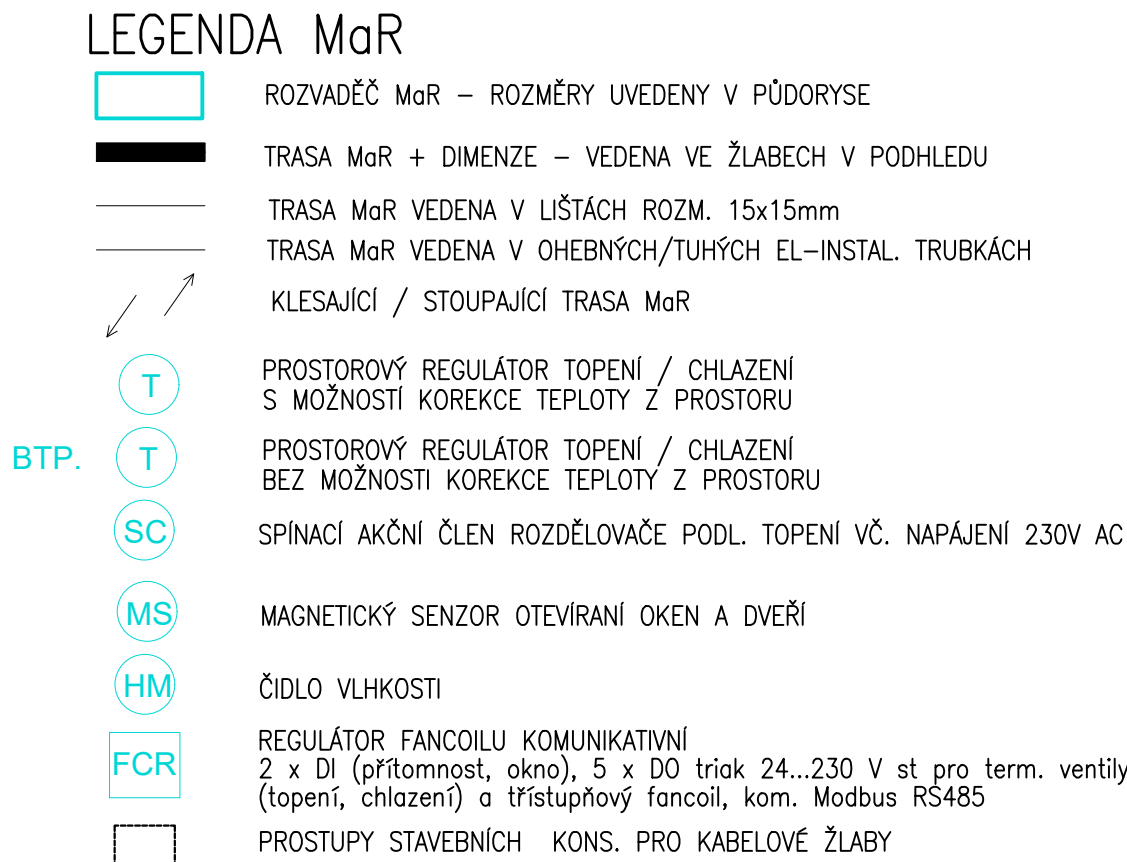 LEGENDA MaR
ROZVADĚČ MaR – ROZMĚRY UVEDENY V PŮDORYSE
TRASA MaR + DIMENZE – VEDENA VE ŽLABECH V PODHLEDU
TRASA MaR VEDENA V LIŠTÁCH ROZM. 15x15mm
TRASA MaR VEDENA V OHEBNÝCH/TUHÝCH EL–INSTAL. TRUBKÁCH
KLESAJÍCÍ / STOUPAJÍCÍ TRASA MaR
T PROSTOROVÝ REGULÁTOR TOPENÍ / CHLAZENÍ
S MOŽNOSTÍ KOREKCE TEPLOTY Z PROSTORU
BTP. T PROSTOROVÝ REGULÁTOR TOPENÍ / CHLAZENÍ
BEZ MOŽNOSTI KOREKCE TEPLOTY Z PROSTORU
SC SPÍNACÍ AKČNÍ ČLEN ROZDĚLOVAČE PODL. TOPENÍ VČ. NAPÁJENÍ 230V AC
MS MAGNETICKÝ SENZOR OTEVÍRANÍ OKEN A DVEŘÍ
HM ČIDLO VLHKOSTI
FCR REGULÁTOR FANCOILU KOMUNIKATIVNÍ
2 x DI (přítomnost, okno), 5 x DO triak 24...230 V st pro term. ventily
(topení, chlazení) a třístupňový fancoil, kom. Modbus RS485
PROSTUPY STAVEBNÍCH KONS. PRO KABELOVÉ ŽLABY